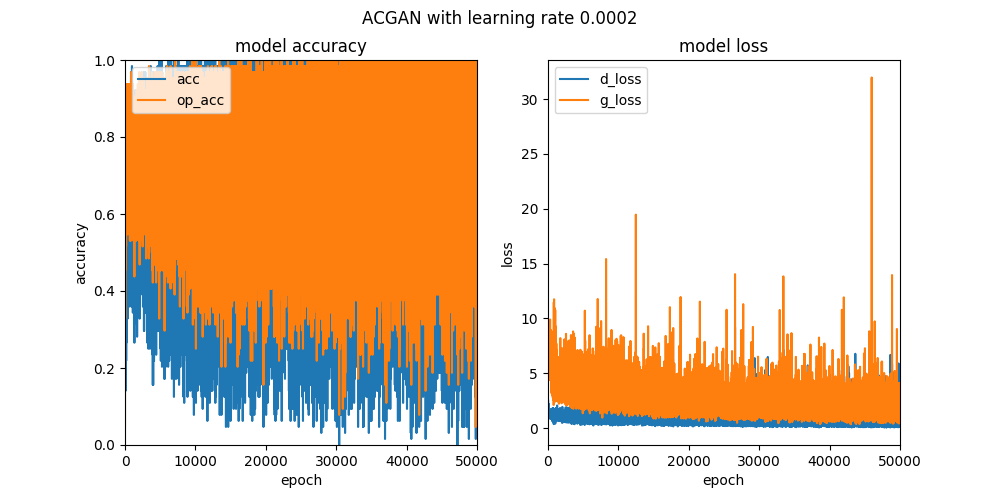 ACGAN with learning rate 0.0002
model accuracy
acc
op_acc
accuracy
1.0
0.8
0.6
0.4
0.2
0.0
0 10000 20000 30000 40000 50000
epoch
model loss
d_loss
g_loss
loss
30
25
20
15
10
5
0
0 10000 20000 30000 40000 50000
epoch